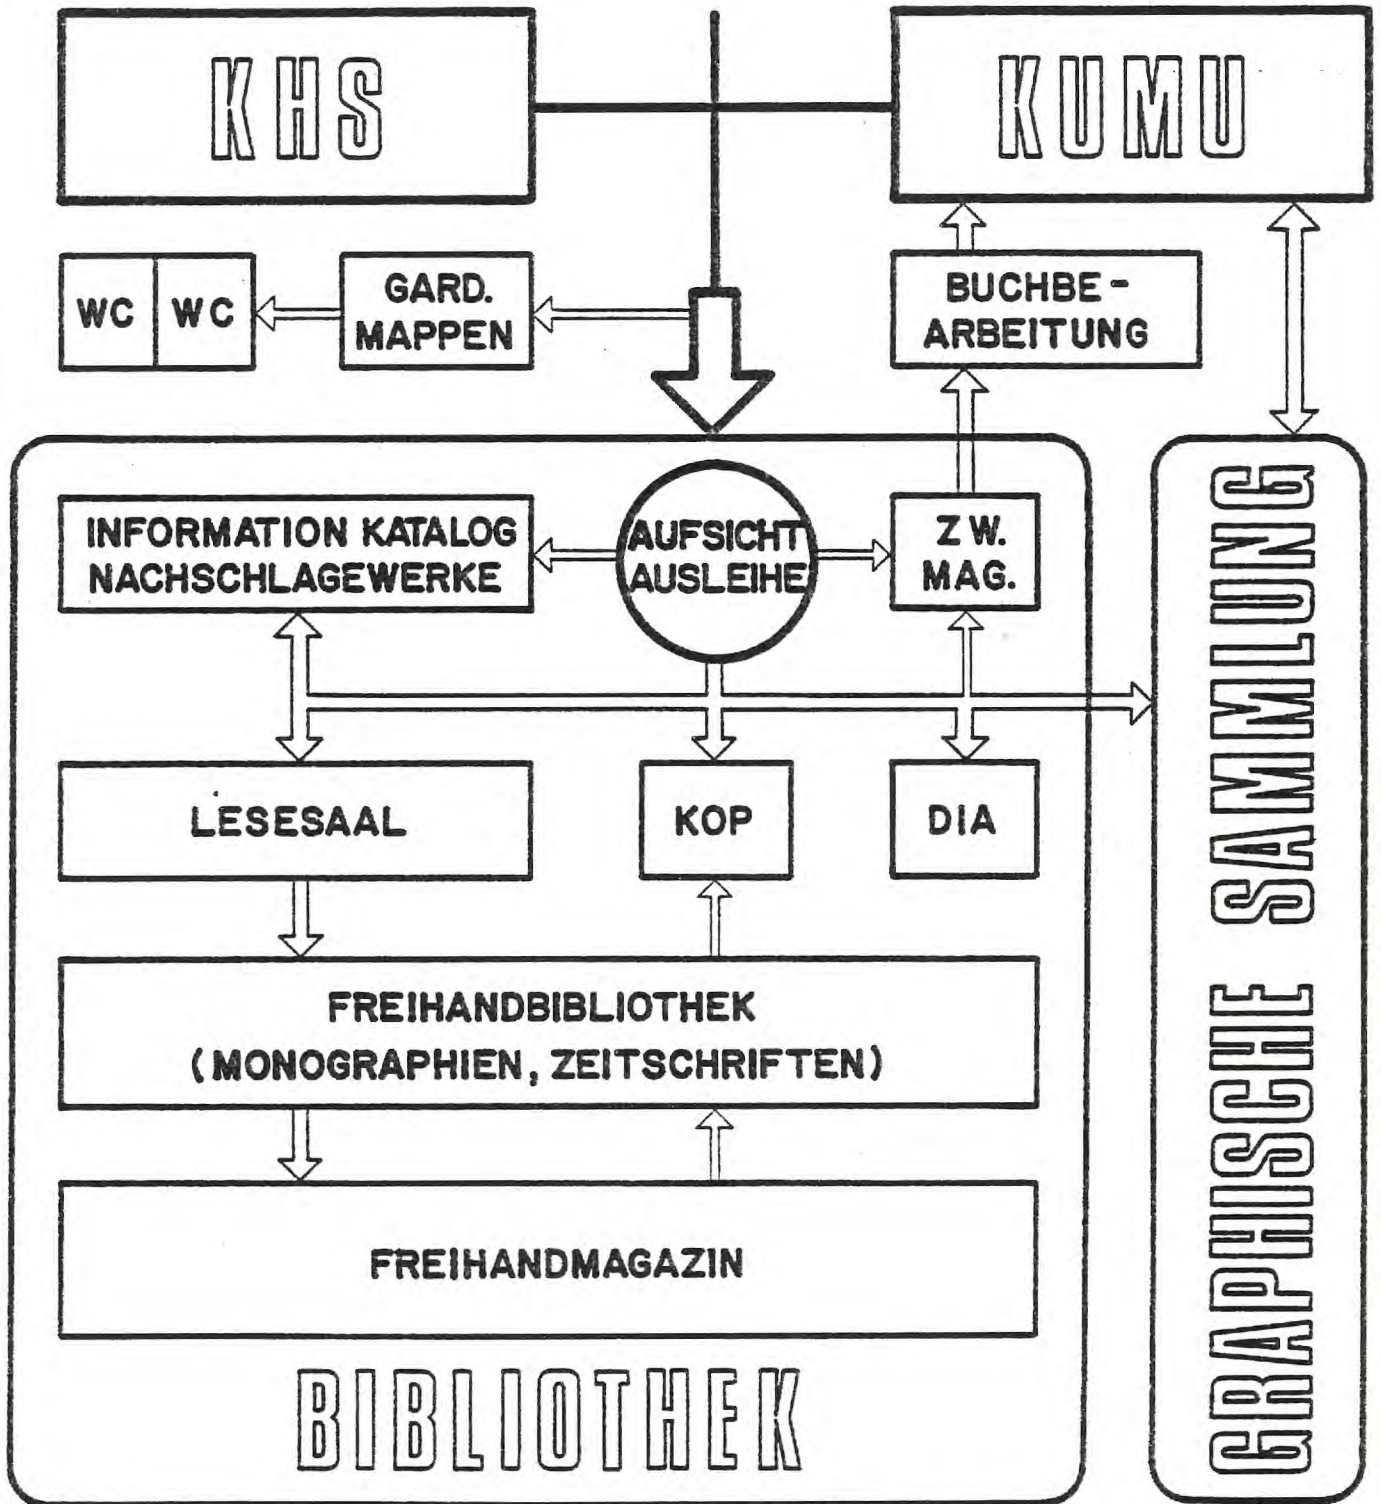 KHS
KUMU
WC
WC
GARD.
MAPPEN
BUCHBE-
ARBEITUNG
INFORMATION KATALOG
NACHSCHLAGEWERKE
AUFSICHT
AUSLEIHE
ZW.
MAG.
LESESAAL
KOP
DIA
FREIHANDBIBLIOTHEK
(MONOGRAPHIEN, ZEITSCHRIFTEN)
FREIHANDMAGAZIN
BIBLIOTHEK
GRAPHISCHE SAMMLUNG